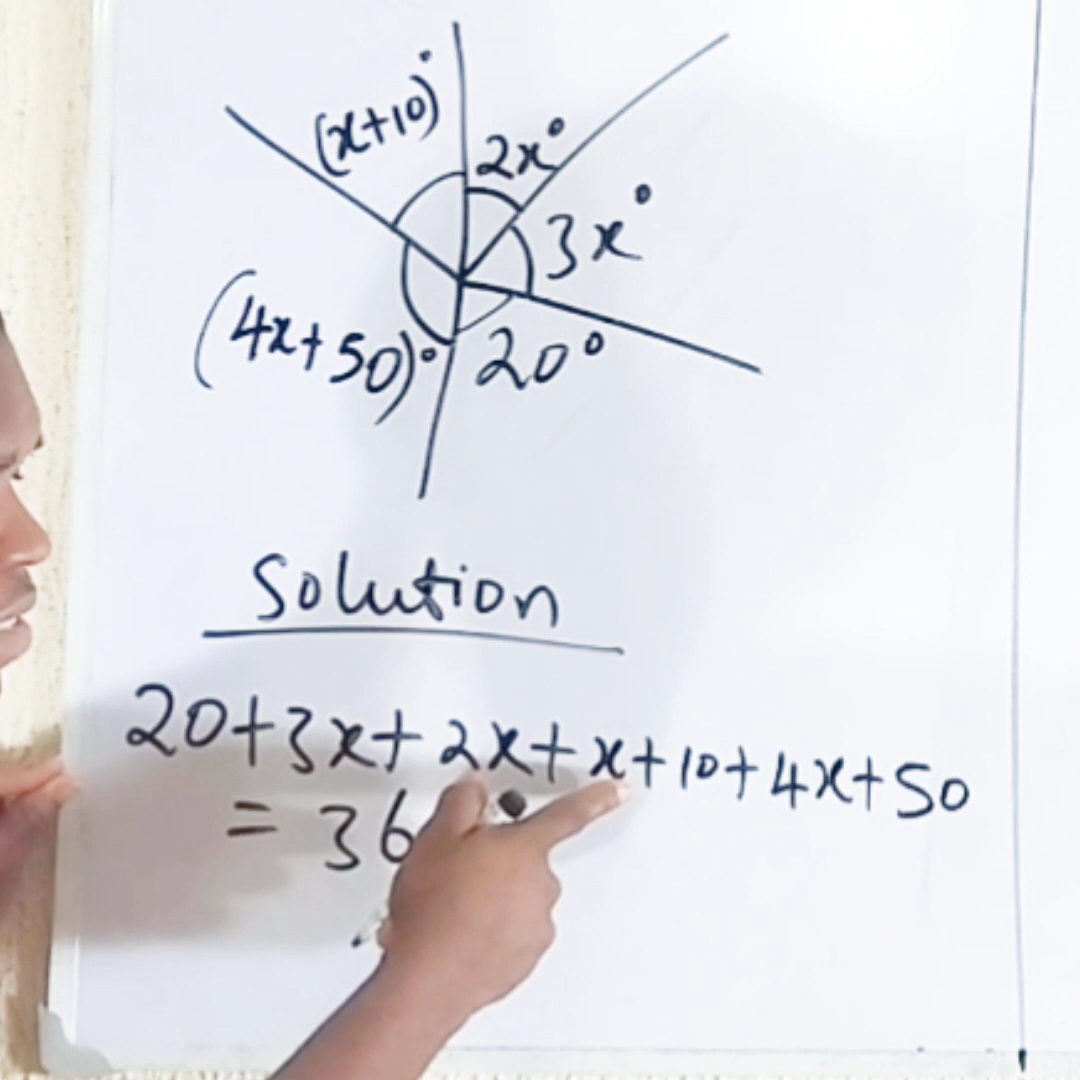 (x+10)°
2x°
3x°
(4x+50)°
20°
Solution
20+3x+2x+x+10+4x+50
= 36